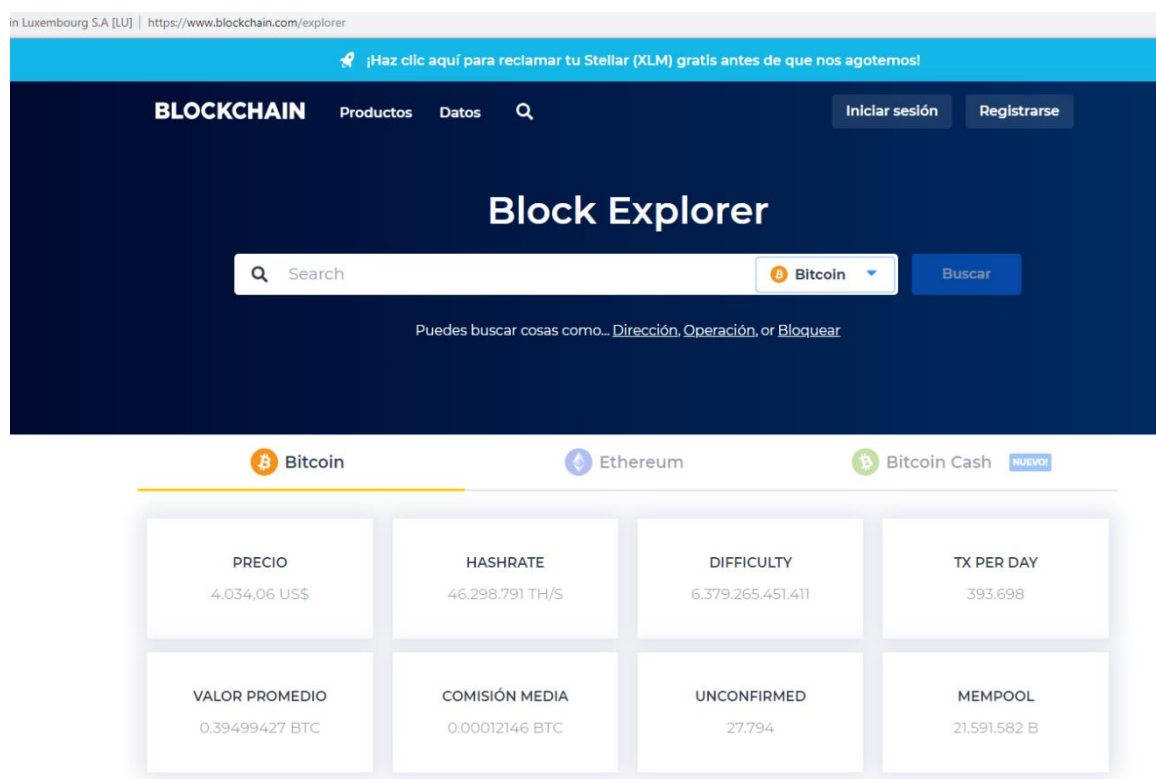 in Luxembourg S.A [LU] | https://www.blockchain.com/explorer
¡Haz clic aquí para reclamar tu Stellar (XLM) gratis antes de que nos agotemos!
BLOCKCHAIN Productos Datos Iniciar sesión Registrarse
Block Explorer
Search Bitcoin Buscar
Puedes buscar cosas como... Dirección, Operación, or Bloquear
Bitcoin Ethereum Bitcoin Cash NUEVO!
PRECIO HASHRATE DIFFICULTY TX PER DAY
4.034,06 US$ 46.298.791 TH/S 6.379.265.451.411 393.698
VALOR PROMEDIO COMISIÓN MEDIA UNCONFIRMED MEMPOOL
0.39499427 BTC 0.00012146 BTC 27.794 21.591.582 B